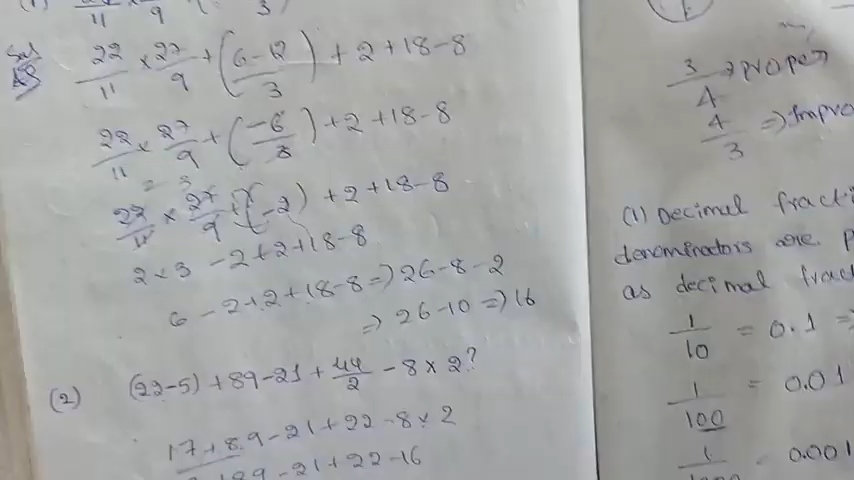 Sol
22/11 × 27/9 + (6-12/3) + 2 + 18 - 8
22/11 × 27/9 + (-6/3) + 2 + 18 - 8
22/11 × 27/9 + (-2) + 2 + 18 - 8
2 × 3 - 2 + 2 + 18 - 8
6 - 2 + 2 + 18 - 8 => 26 - 8 - 2
=> 26 - 10 => 16
(2) (22-5) + 89 - 21 + 44/2 - 8 × 2?
17 + 89 - 21 + 22 - 8 × 2
89 - 21 + 22 - 16
3/4 => proper
4/3 =>
(1) Decimal
denominators are
as decimal
1/10 = 0.1 =
1/100 = 0.01
0.001